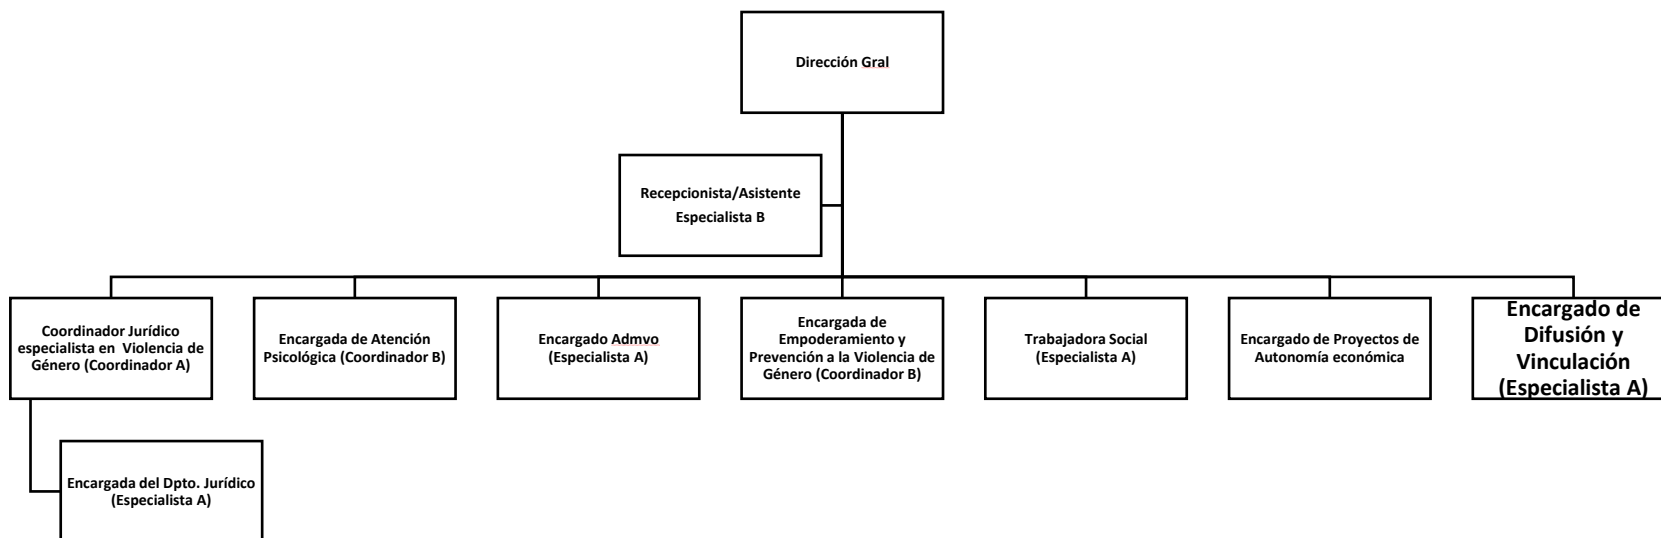 Dirección Gral
Recepcionista/Asistente
Especialista B
Coordinador Jurídico
especialista en Violencia de
Género (Coordinador A)
Encargada de Atención
Psicológica (Coordinador B)
Encargado Admvo
(Especialista A)
Encargada de
Empoderamiento y
Prevención a la Violencia de
Género (Coordinador B)
Trabajadora Social
(Especialista A)
Encargado de Proyectos de
Autonomía económica
Encargado de
Difusión y
Vinculación
(Especialista A)
Encargada del Dpto. Jurídico
(Especialista A)